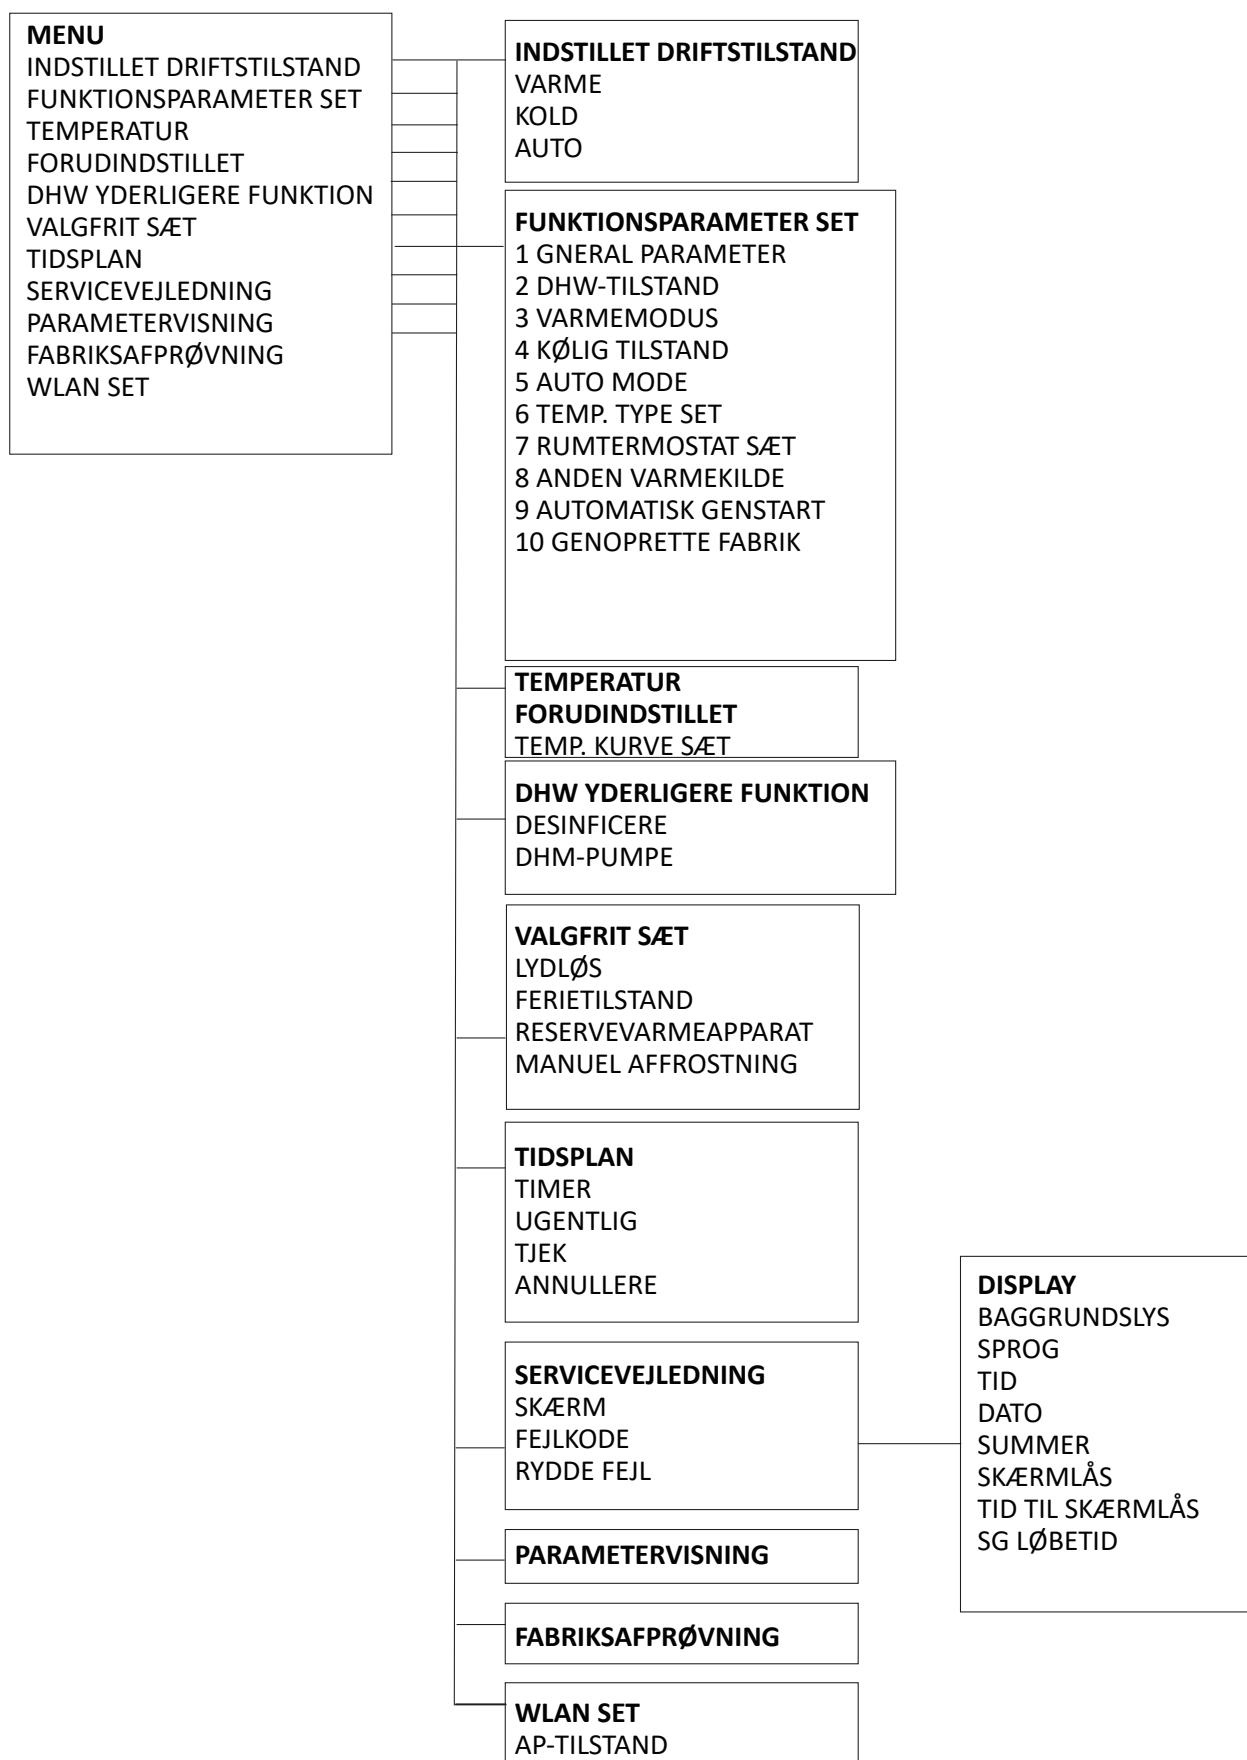 MENU
INDSTILLET DRIFTSTILSTAND
FUNKTIONSPARAMETER SET
TEMPERATUR
FORUDINDSTILLET
DHW YDERLIGERE FUNKTION
VALGFRIT SÆT
TIDSPLAN
SERVICEVEJLEDNING
PARAMETERVISNING
FABRIKSAFPRØVNING
WLAN SET
INDSTILLET DRIFTSTILSTAND
VARME
KOLD
AUTO
FUNKTIONSPARAMETER SET
1 GNERAL PARAMETER
2 DHW-TILSTAND
3 VARMEMODUS
4 KØLIG TILSTAND
5 AUTO MODE
6 TEMP. TYPE SET
7 RUMTERMOSTAT SÆT
8 ANDEN VARMEKILDE
9 AUTOMATISK GENSTART
10 GENOPRETTE FABRIK
TEMPERATUR
FORUDINDSTILLET
TEMP. KURVE SÆT
DHW YDERLIGERE FUNKTION
DESINFICERE
DHM-PUMPE
VALGFRIT SÆT
LYDLØS
FERIETILSTAND
RESERVEVARMEAPPARAT
MANUEL AFFROSTNING
TIDSPLAN
TIMER
UGENTLIG
TJEK
ANNULLERE
SERVICEVEJLEDNING
SKÆRM
FEJLKODE
RYDDE FEJL
DISPLAY
BAGGRUNDSLYS
SPROG
TID
DATO
SUMMER
SKÆRMLÅS
TID TIL SKÆRMLÅS
SG LØBETID
PARAMETERVISNING
FABRIKSAFPRØVNING
WLAN SET
AP-TILSTAND